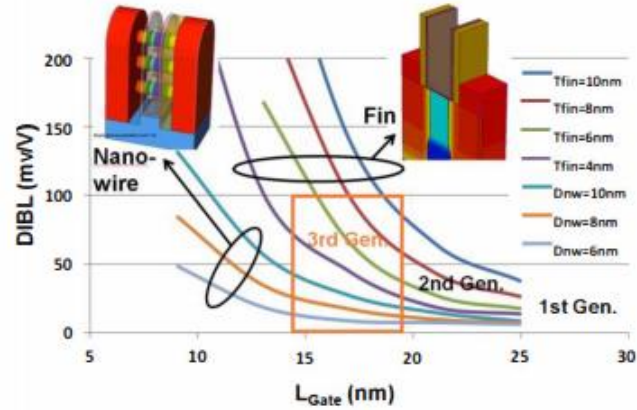 200
150
100
50
0
DIBL (mv/V)
5
10
15
20
25
30
L_Gate (nm)
Nano-
wire
Fin
3rd Gen.
2nd Gen.
1st Gen.
Tfin=10nm
Tfin=8nm
Tfin=6nm
Tfin=4nm
Dnw=10nm
Dnw=8nm
Dnw=6nm